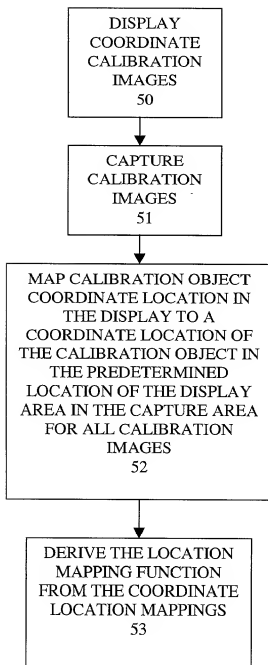 DISPLAY
COORDINATE
CALIBRATION
IMAGES
50
CAPTURE
CALIBRATION
IMAGES
51
MAP CALIBRATION OBJECT
COORDINATE LOCATION IN
THE DISPLAY TO A
COORDINATE LOCATION OF
THE CALIBRATION OBJECT IN
THE PREDETERMINED
LOCATION OF THE DISPLAY
AREA IN THE CAPTURE AREA
FOR ALL CALIBRATION
IMAGES
52
DERIVE THE LOCATION
MAPPING FUNCTION
FROM THE COORDINATE
LOCATION MAPPINGS
53